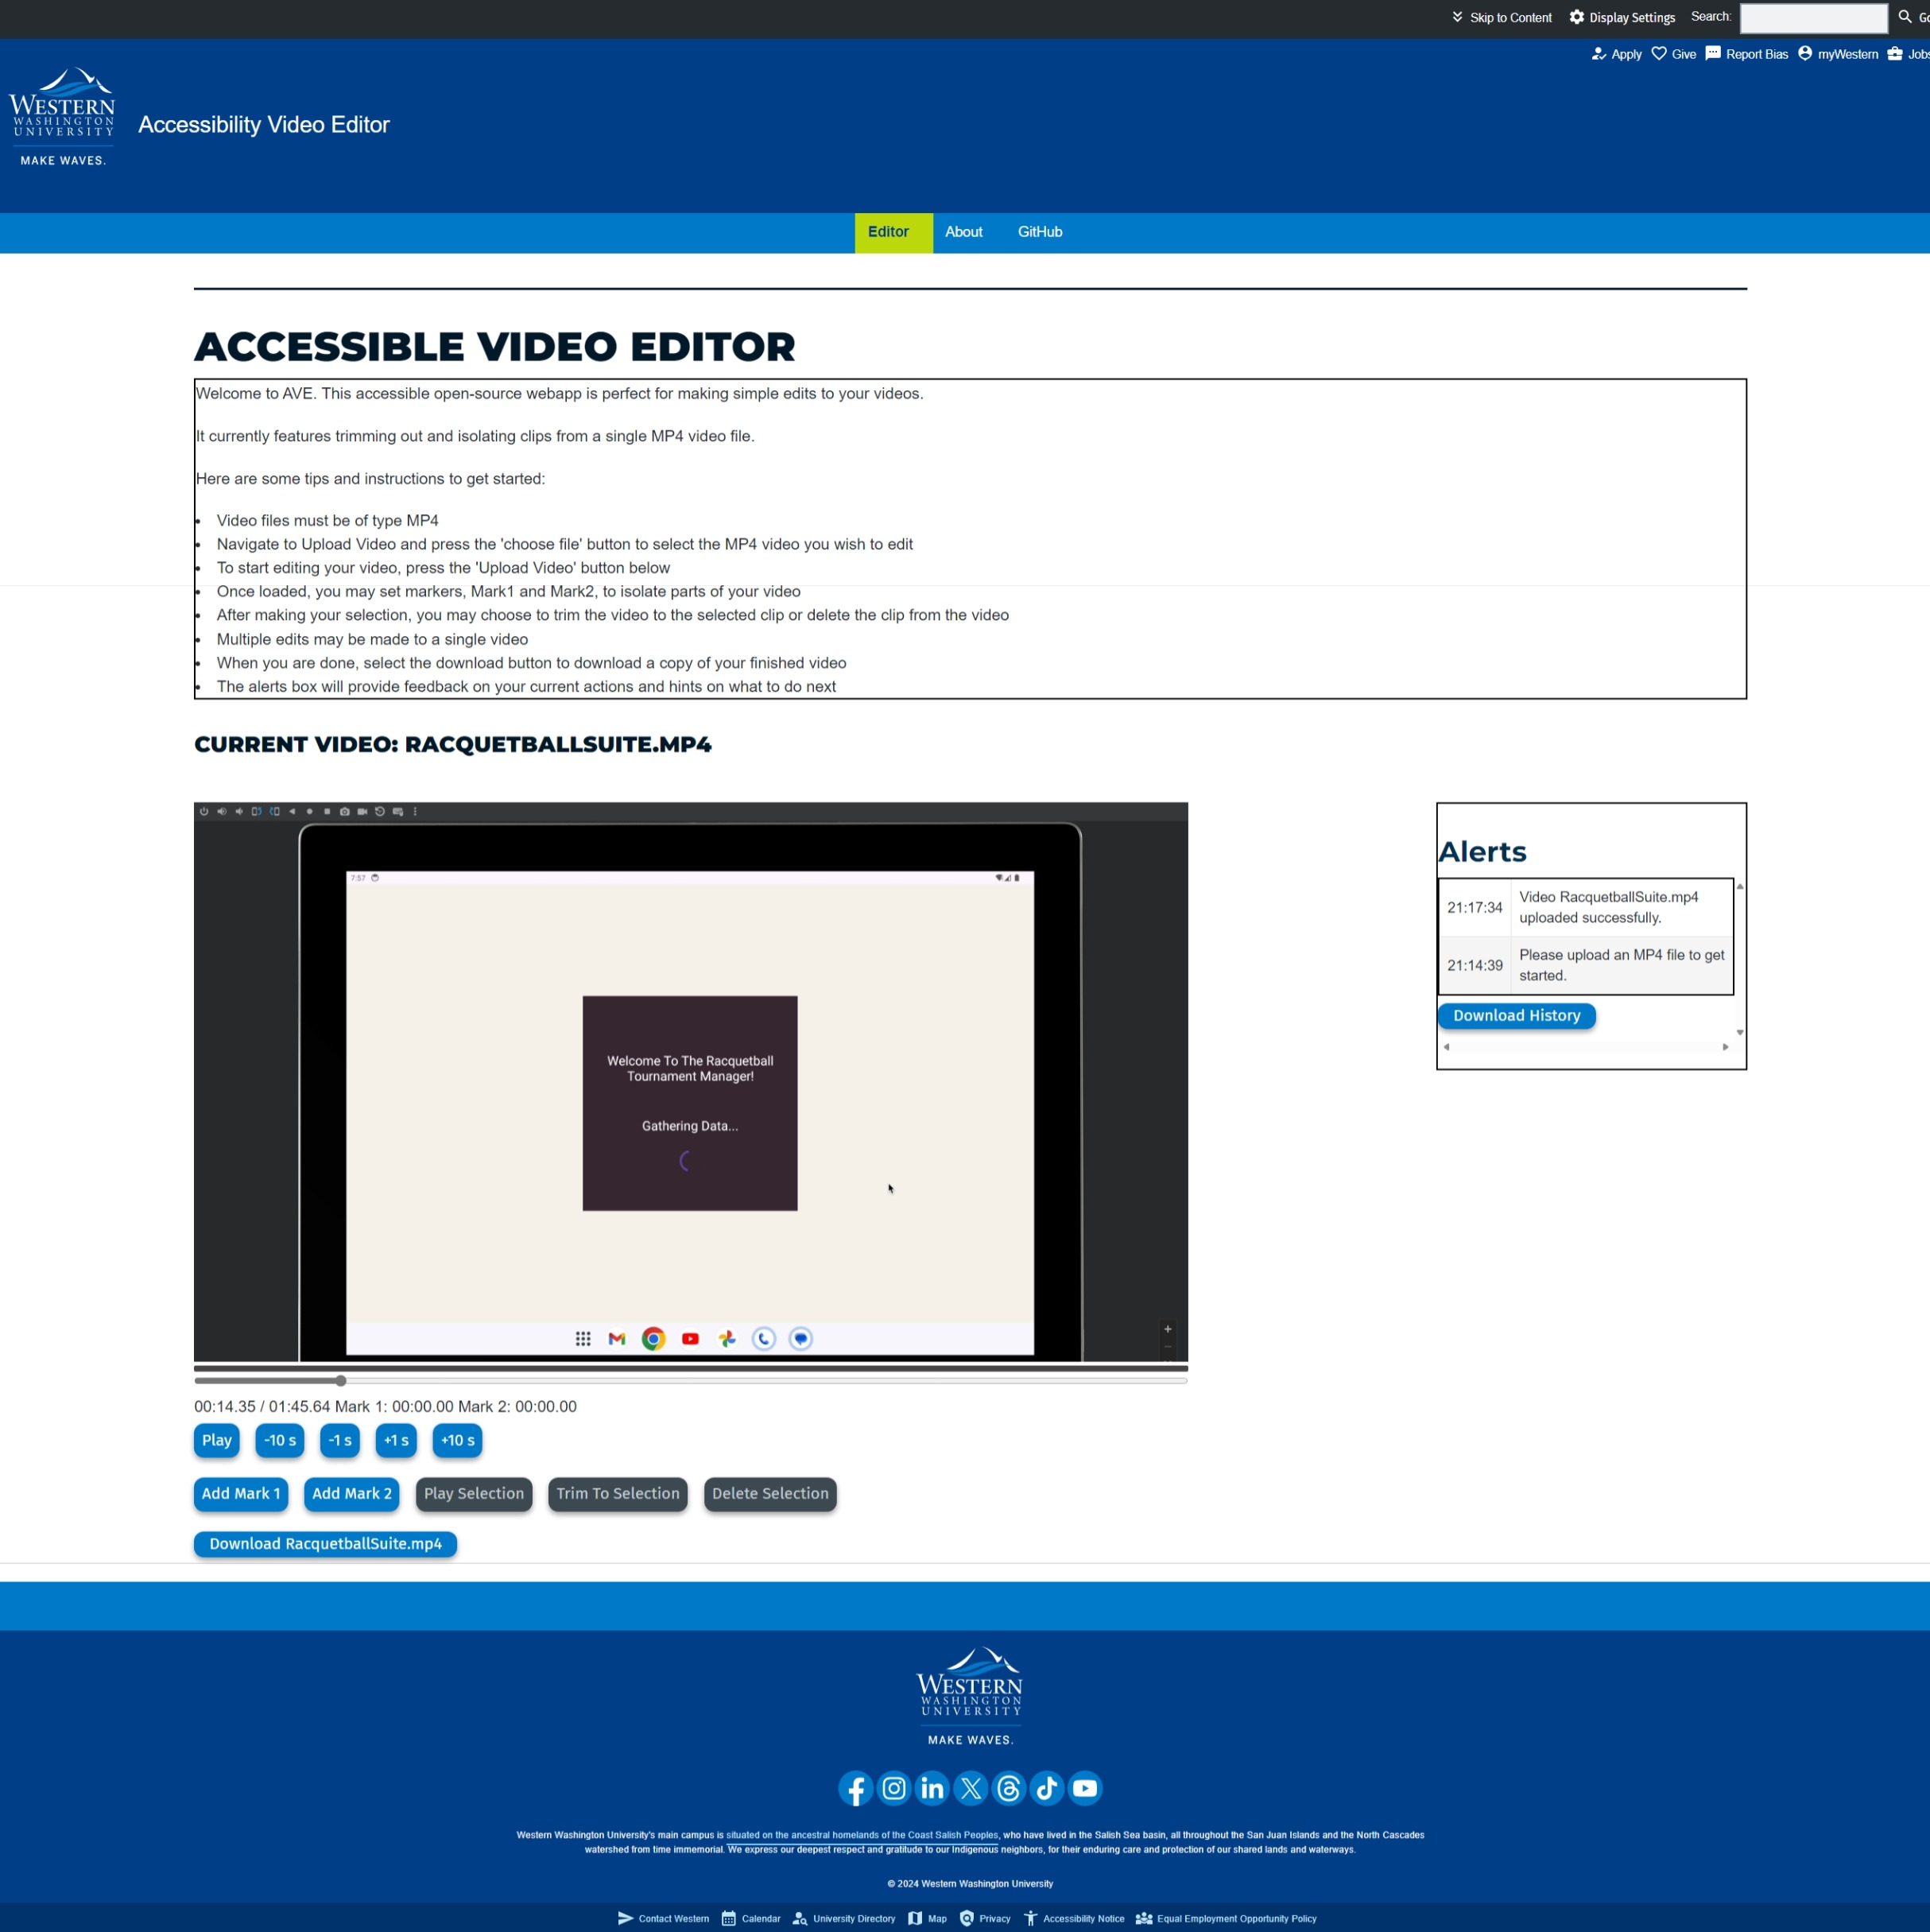 Skip to Content Display Settings Search:
Apply Give Report Bias myWestern
WESTERN
WASHINGTON
UNIVERSITY
MAKE WAVES.
Accessibility Video Editor
Editor About GitHub
ACCESSIBLE VIDEO EDITOR
Welcome to AVE. This accessible open-source webapp is perfect for making simple edits to your videos.
It currently features trimming out and isolating clips from a single MP4 video file.
Here are some tips and instructions to get started:
• Video files must be of type MP4
• Navigate to Upload Video and press the 'choose file' button to select the MP4 video you wish to edit
• To start editing your video, press the 'Upload Video' button below
• Once loaded, you may set markers, Mark1 and Mark2, to isolate parts of your video
• After making your selection, you may choose to trim the video to the selected clip or delete the clip from the video
• Multiple edits may be made to a single video
• When you are done, select the download button to download a copy of your finished video
• The alerts box will provide feedback on your current actions and hints on what to do next
CURRENT VIDEO: RACQUETBALLSUITE.MP4
7:57
Welcome To The Racquetball
Tournament Manager!
Gathering Data...
00:14.35 / 01:45.64 Mark 1: 00:00.00 Mark 2: 00:00.00
Play -10 s -1 s +1 s +10 s
Add Mark 1 Add Mark 2 Play Selection Trim To Selection Delete Selection
Download RacquetballSuite.mp4
Alerts
21:17:34 Video RacquetballSuite.mp4
uploaded successfully.
21:14:39 Please upload an MP4 file to get
started.
Download History
WESTERN
WASHINGTON
UNIVERSITY
MAKE WAVES.
Western Washington University's main campus is situated on the ancestral homelands of the Coast Salish Peoples, who have lived in the Salish Sea basin, all throughout the San Juan Islands and the North Cascades
watershed from time immemorial. We express our deepest respect and gratitude to our Indigenous neighbors, for their enduring care and protection of our shared lands and waterways.
© 2024 Western Washington University
Contact Western Calendar University Directory Map Privacy Accessibility Notice Equal Employment Opportunity Policy